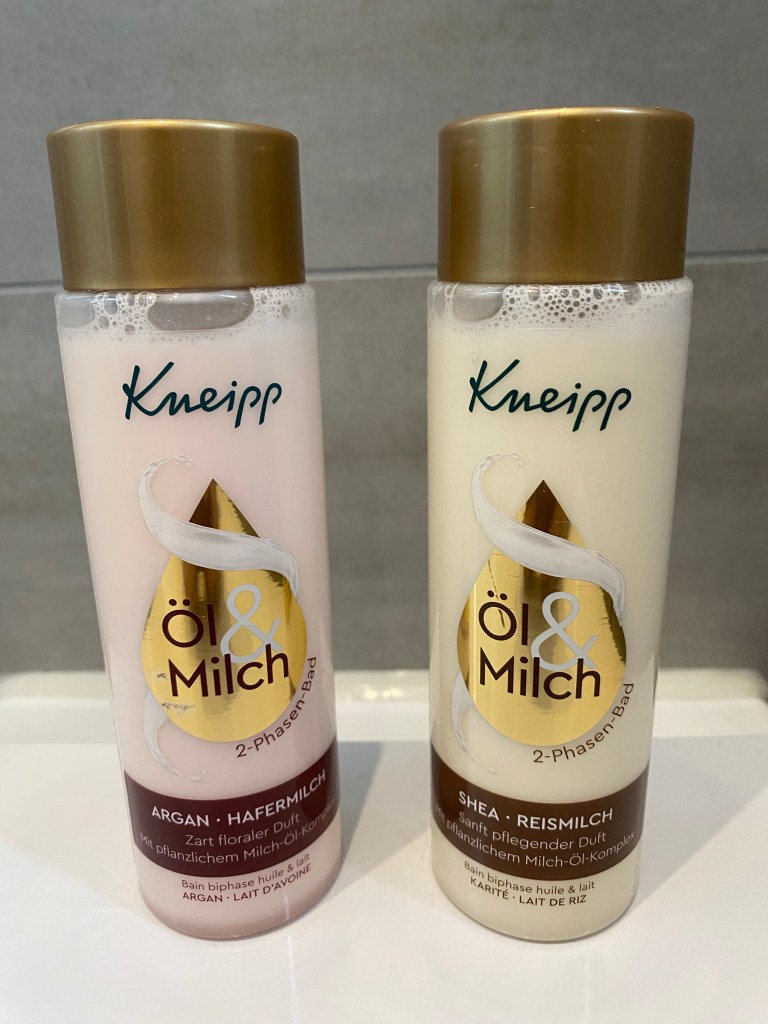 Kneipp
Öl &
Milch
2-Phasen-Bad
ARGAN · HAFERMILCH
Zart floraler Duft
Mit pflanzlichem Milch-Öl-Komplex
Bain biphase huile & lait
ARGAN · LAIT D'AVOINE
Kneipp
Öl &
Milch
2-Phasen-Bad
SHEA · REISMILCH
Sanft pflegender Duft
Mit pflanzlichem Milch-Öl-Komplex
Bain biphase huile & lait
KARITÉ · LAIT DE RIZ